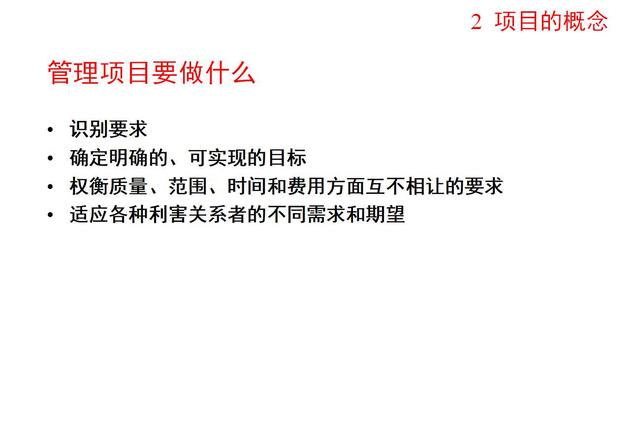 2 项目的概念
管理项目要做什么
• 识别要求
• 确定明确的、可实现的目标
• 权衡质量、范围、时间和费用方面互不相让的要求
• 适应各种利害关系者的不同需求和期望